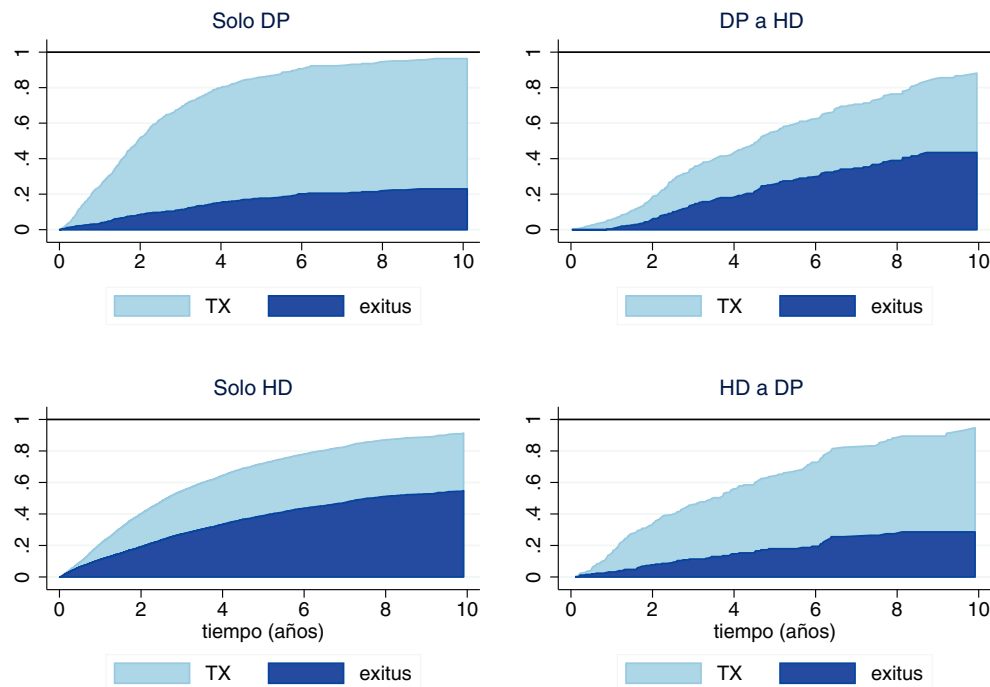 Solo DP
DP a HD
1
.8
.6
.4
.2
0
0 2 4 6 8 10
TX exitus
1
.8
.6
.4
.2
0
0 2 4 6 8 10
TX exitus
Solo HD
HD a DP
1
.8
.6
.4
.2
0
0 2 4 6 8 10
tiempo (años)
TX exitus
1
.8
.6
.4
.2
0
0 2 4 6 8 10
tiempo (años)
TX exitus